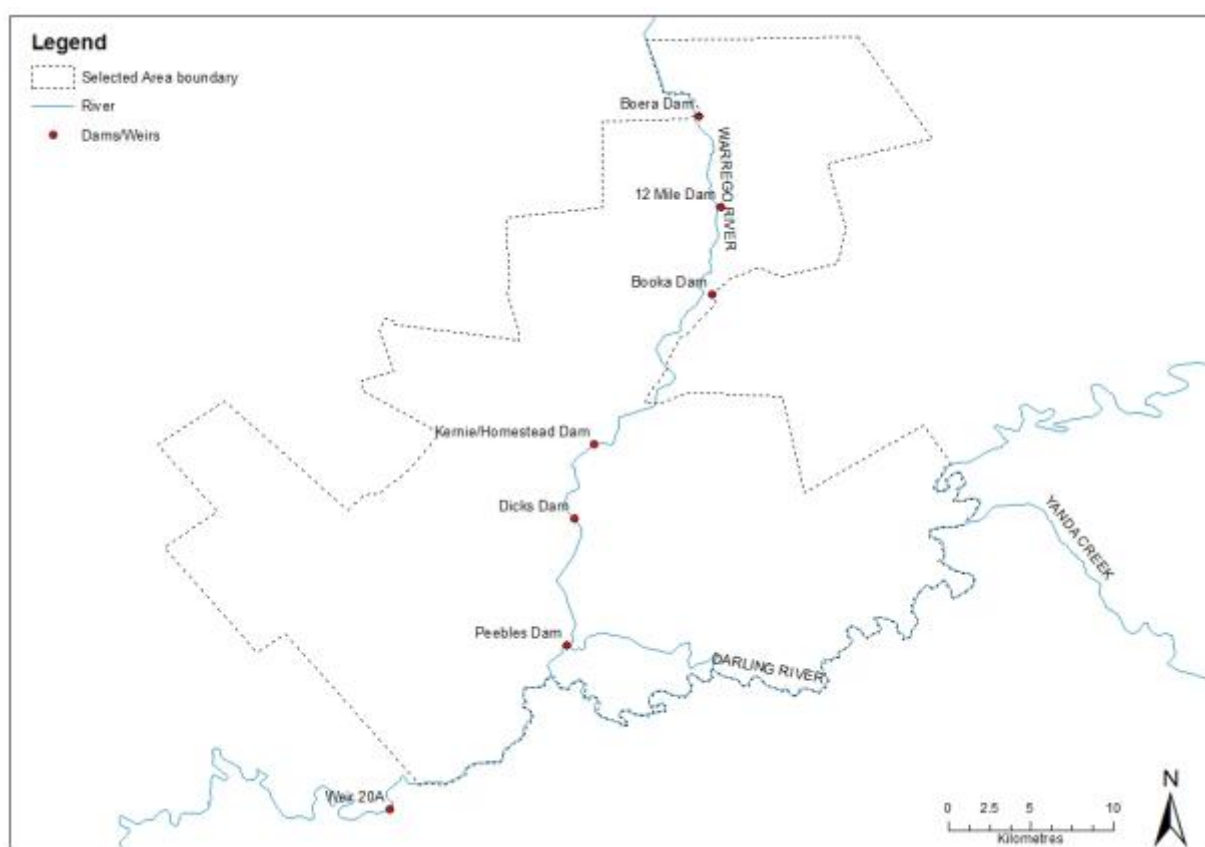 Legend
Selected Area boundary
River
Dams/Weirs
Boera Dam
WARREGO RIVER
12 Mile Dam
Booka Dam
Kernie/Homestead Dam
Dicks Dam
YANDA CREEK
Peebles Dam
DARLING RIVER
Weir 20A
N
0 2.5 5 10
Kilometres